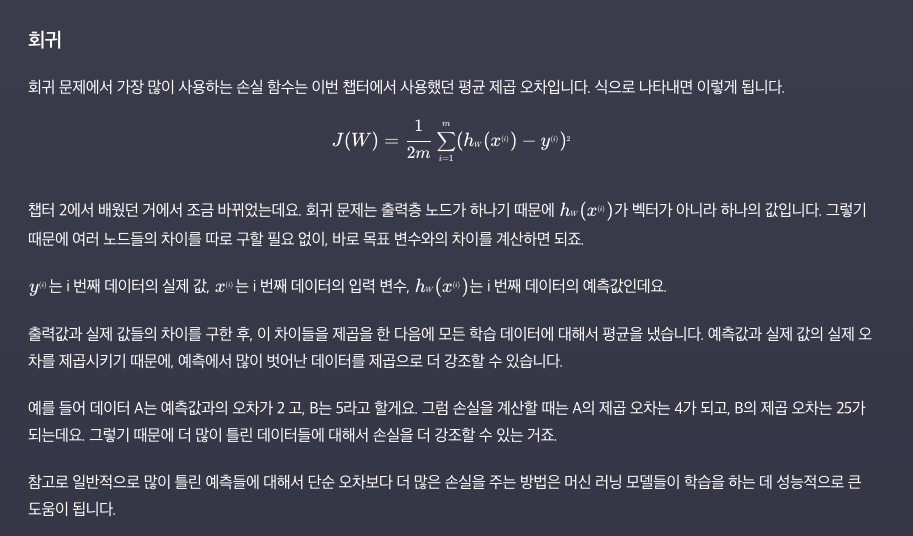 회귀
회귀 문제에서 가장 많이 사용하는 손실 함수는 이번 챕터에서 사용했던 평균 제곱 오차입니다. 식으로 나타내면 이렇게 됩니다.
$J(W) = \frac{1}{2m} \sum_{i=1}^{m} (h_W(x^{(i)}) - y^{(i)})^2$
챕터 2에서 배웠던 거에서 조금 바뀌었는데요. 회귀 문제는 출력층 노드가 하나기 때문에 $h_W(x^{(i)})$가 벡터가 아니라 하나의 값입니다. 그렇기
때문에 여러 노드들의 차이를 따로 구할 필요 없이, 바로 목표 변수와의 차이를 계산하면 되죠.
$y^{(i)}$는 i 번째 데이터의 실제 값, $x^{(i)}$는 i 번째 데이터의 입력 변수, $h_W(x^{(i)})$는 i 번째 데이터의 예측값인데요.
출력값과 실제 값들의 차이를 구한 후, 이 차이들을 제곱을 한 다음에 모든 학습 데이터에 대해서 평균을 냈습니다. 예측값과 실제 값의 실제 오
차를 제곱시키기 때문에, 예측에서 많이 벗어난 데이터를 제곱으로 더 강조할 수 있습니다.
예를 들어 데이터 A는 예측값과의 오차가 2 고, B는 5라고 할게요. 그럼 손실을 계산할 때는 A의 제곱 오차는 4가 되고, B의 제곱 오차는 25가
되는데요. 그렇기 때문에 더 많이 틀린 데이터들에 대해서 손실을 더 강조할 수 있는 거죠.
참고로 일반적으로 많이 틀린 예측들에 대해서 단순 오차보다 더 많은 손실을 주는 방법은 머신 러닝 모델들이 학습을 하는 데 성능적으로 큰
도움이 됩니다.